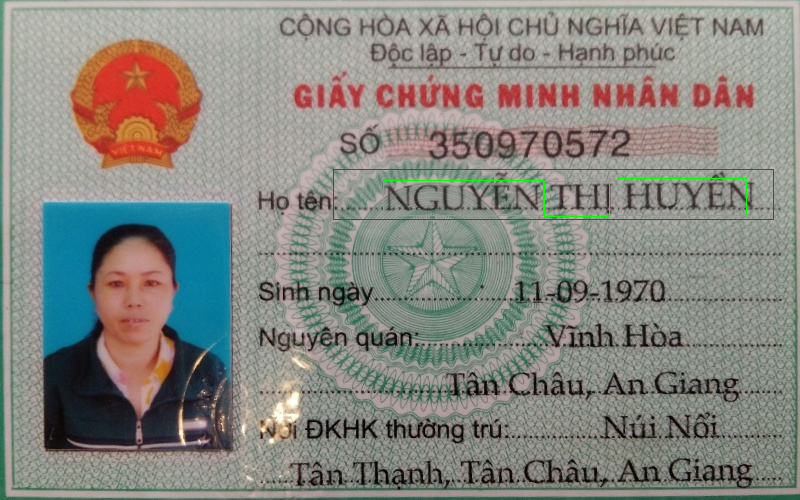 CỘNG HÒA XÃ HỘI CHỦ NGHĨA VIỆT NAM
Độc lập - Tự do - Hạnh phúc
GIẤY CHỨNG MINH NHÂN DÂN
VIỆT NAM
SỐ 350970572
Họ tên: NGUYỄN THỊ HUYỀN
Sinh ngày 11-09-1970
Nguyên quán: Vĩnh Hòa
Tân Châu, An Giang
Nơi ĐKHK thường trú: Núi Nổi
Tân Thạnh, Tân Châu, An Giang